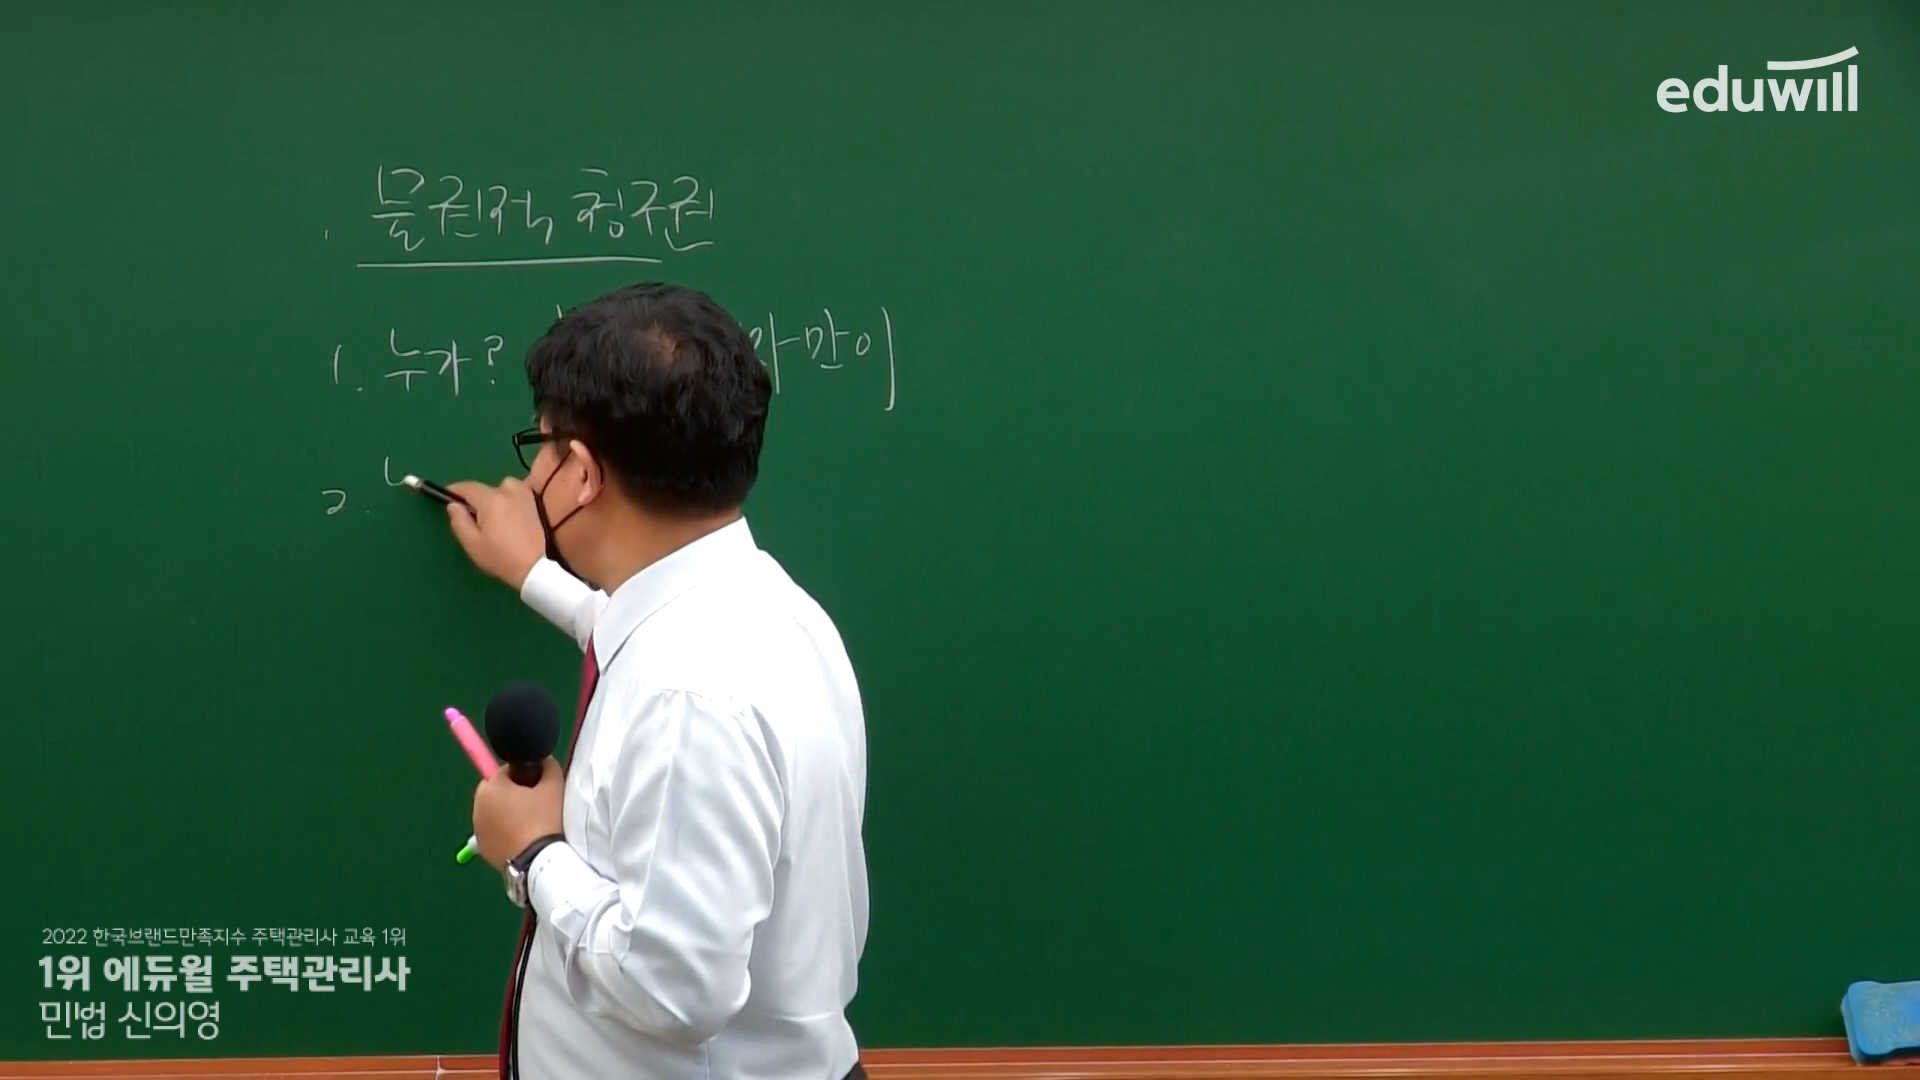 eduwill
물권적 청구권
1. 누가? 만이
2.
2022 한국브랜드만족지수 주택관리사 교육 1위
1위 에듀윌 주택관리사
민법 신의영